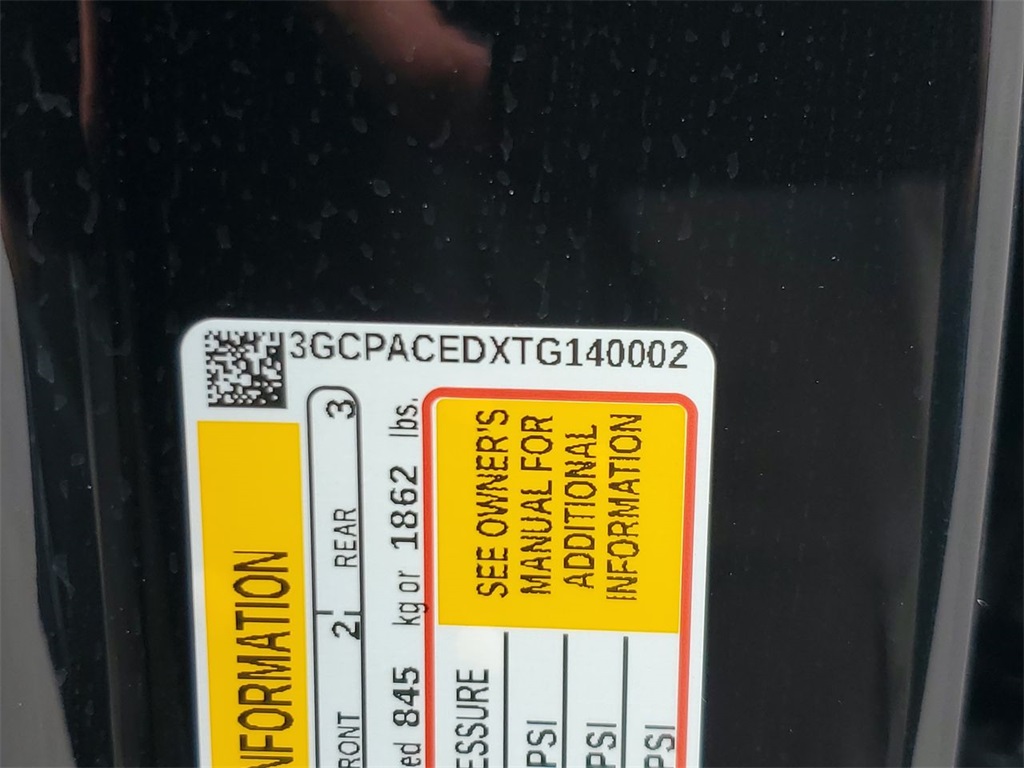 3GCPACEDXTG140002
NFORMATION
RONT 2 REAR 3
ed 845 kg or 1862 lbs.
ESSURE
PSI
PSI
PSI
SEE OWNER'S
MANUAL FOR
ADDITIONAL
INFORMATION